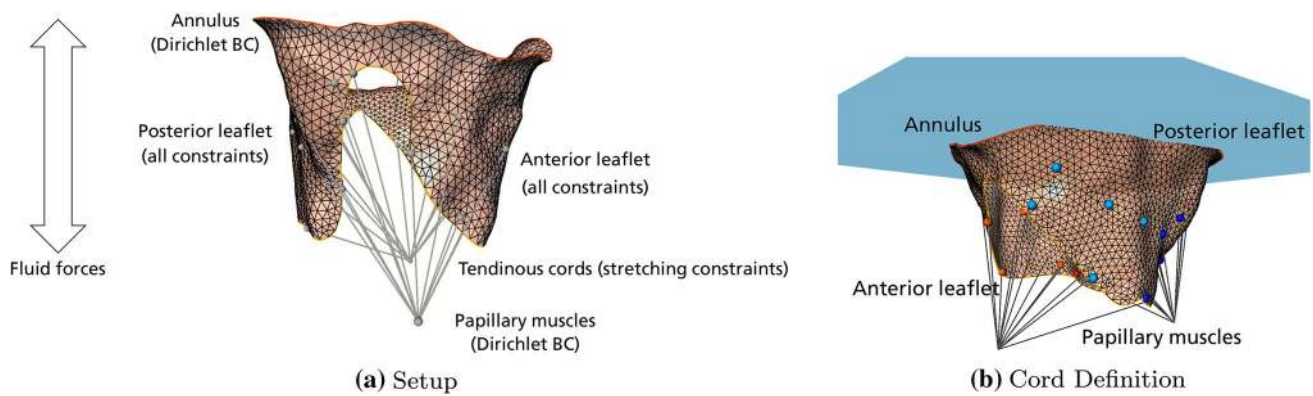 Annulus
(Dirichlet BC)
Posterior leaflet
(all constraints)
Anterior leaflet
(all constraints)
Fluid forces
Tendinous cords (stretching constraints)
Papillary muscles
(Dirichlet BC)
(a) Setup
Annulus
Posterior leaflet
Anterior leaflet
Papillary muscles
(b) Cord Definition